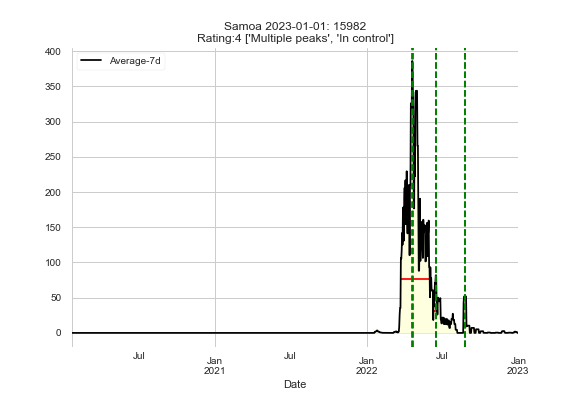 Samoa 2023-01-01: 15982
Rating:4 ['Multiple peaks', 'In control']
400
Average-7d
350
300
250
200
150
100
50
0
Jul Jan Jul Jan Jul Jan
2021 2022 2023
Date